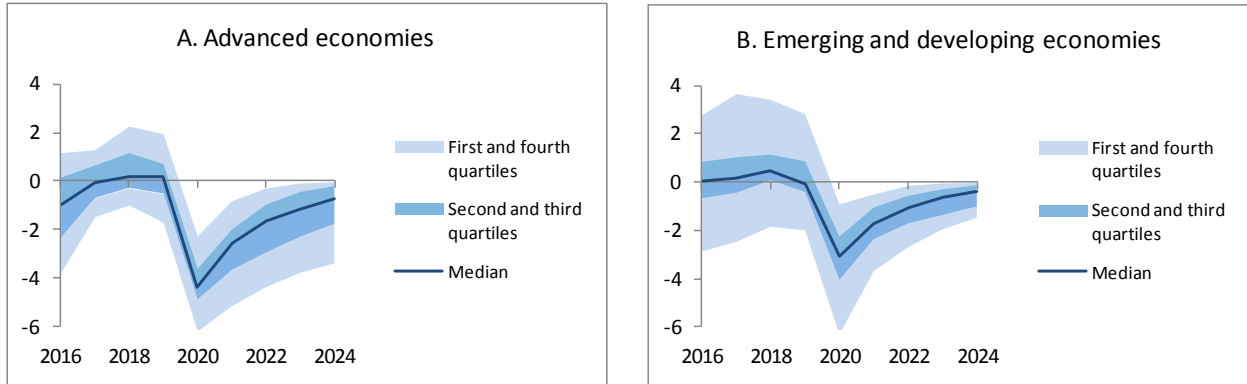 A. Advanced economies
4
2
0
-2
-4
-6
2016 2018 2020 2022 2024
First and fourth
quartiles
Second and third
quartiles
Median
B. Emerging and developing economies
4
2
0
-2
-4
-6
2016 2018 2020 2022 2024
First and fourth
quartiles
Second and third
quartiles
Median